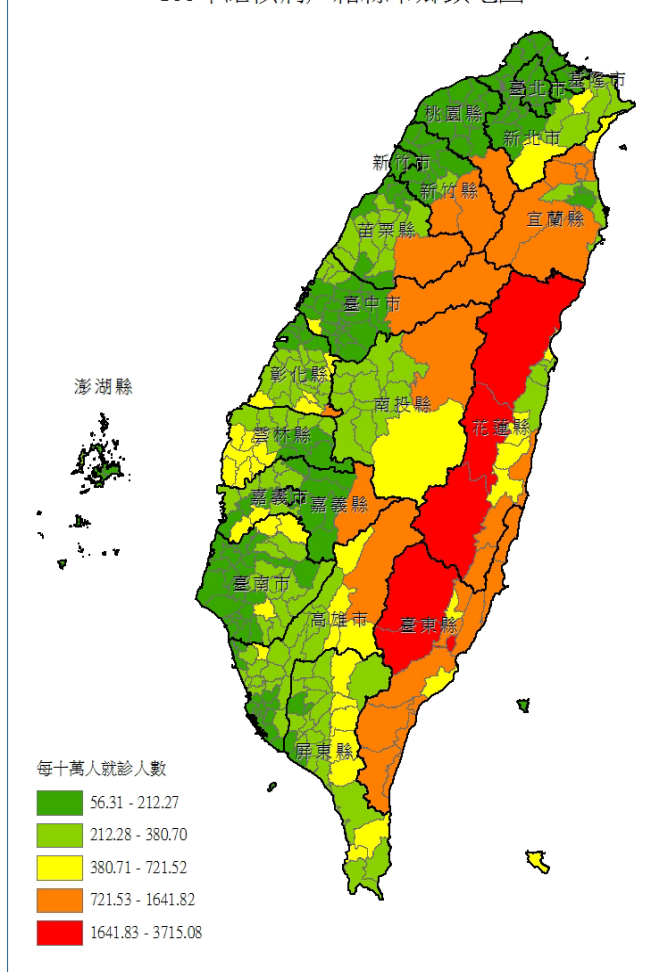 臺北市
基隆市
桃園縣
新北市
新竹市
新竹縣
宜蘭縣
苗栗縣
臺中市
彰化縣
南投縣
澎湖縣
花蓮縣
雲林縣
嘉義市
嘉義縣
臺南市
高雄市
臺東縣
屏東縣
每十萬人就診人數
56.31 - 212.27
212.28 - 380.70
380.71 - 721.52
721.53 - 1641.82
1641.83 - 3715.08